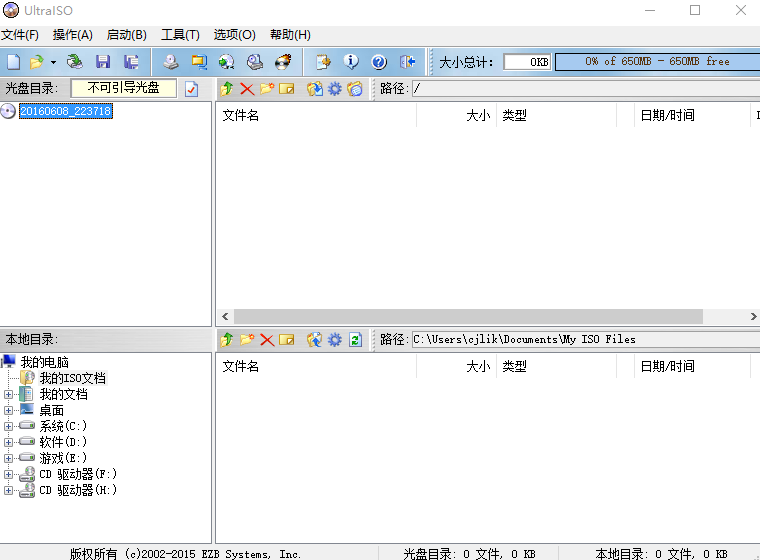 UltraISO
文件(F) 操作(A) 启动(B) 工具(T) 选项(O) 帮助(H)
大小总计: 0KB 0% of 650MB - 650MB free
光盘目录: 不可引导光盘 路径: /
20160608_223718
文件名 大小 类型 日期/时间
本地目录: 路径: C:\Users\cjlik\Documents\My ISO Files
文件名 大小 类型 日期/时间
我的电脑
我的ISO文档
我的文档
桌面
系统(C:)
软件(D:)
游戏(E:)
CD 驱动器(F:)
CD 驱动器(H:)
版权所有 (c)2002-2015 EZB Systems, Inc. 光盘目录: 0 文件, 0 KB 本地目录: 0 文件, 0 KB